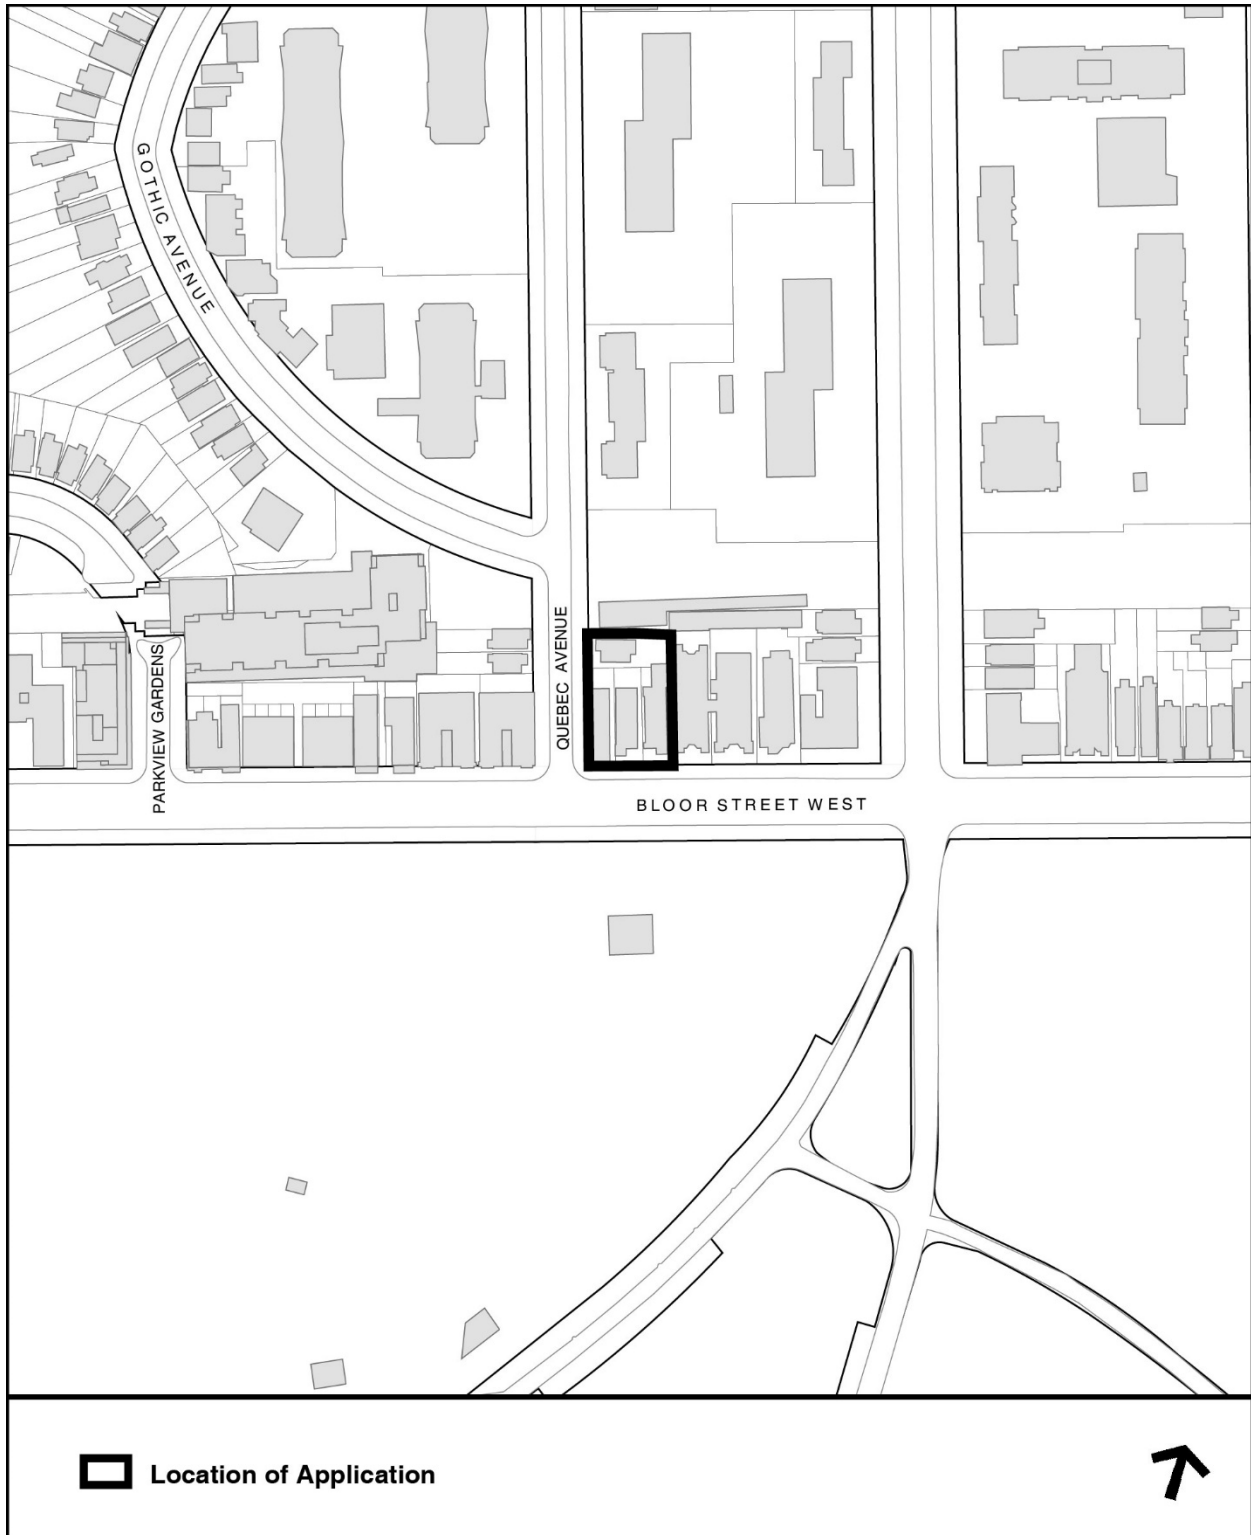 GOTHIC AVENUE
QUEBEC AVENUE
PARKVIEW GARDENS
BLOOR STREET WEST
Location of Application